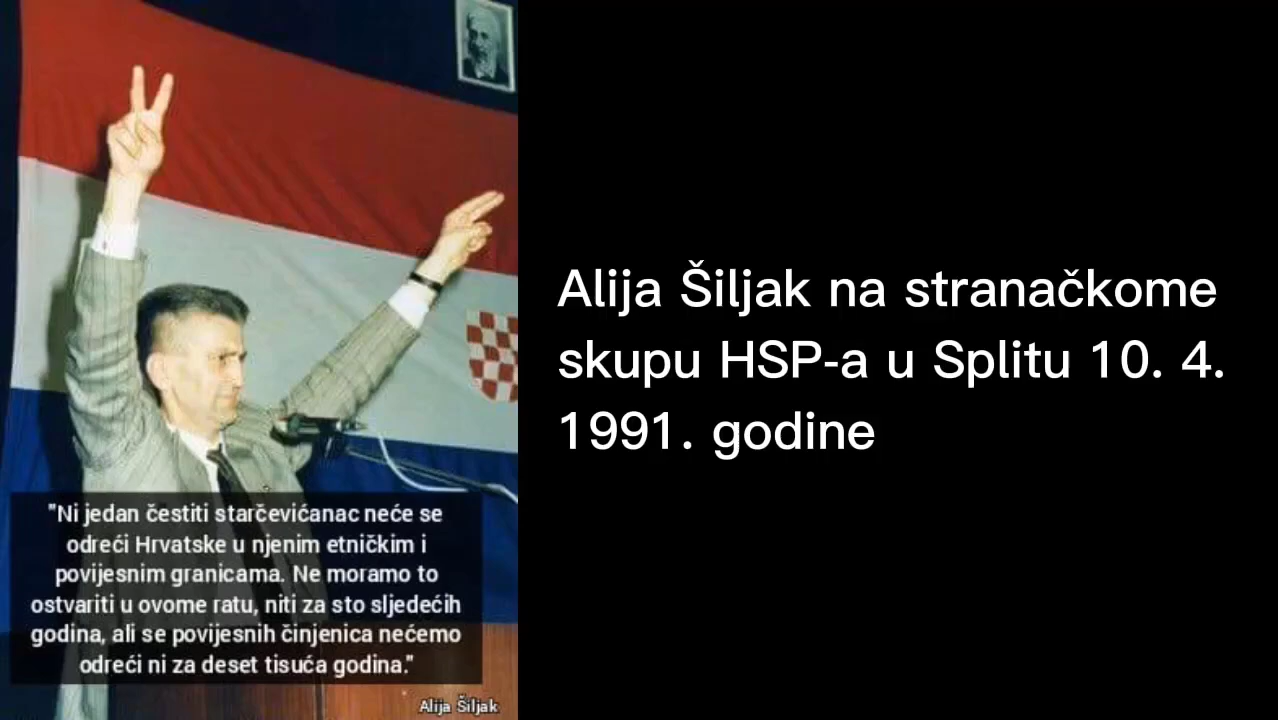 "Ni jedan čestiti starčevićanac neće se
odreći Hrvatske u njenim etničkim i
povijesnim granicama. Ne moramo to
ostvariti u ovome ratu, niti za sto sljedećih
godina, ali se povijesnih činjenica nećemo
odreći ni za deset tisuća godina."
Alija Šiljak
Alija Šiljak na stranačkome
skupu HSP-a u Splitu 10. 4.
1991. godine